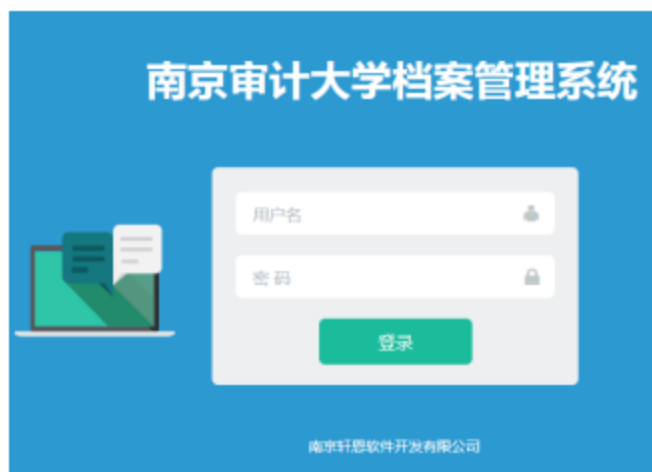 南京审计大学档案管理系统
用户名
密 码
登录
南京轩恩软件开发有限公司